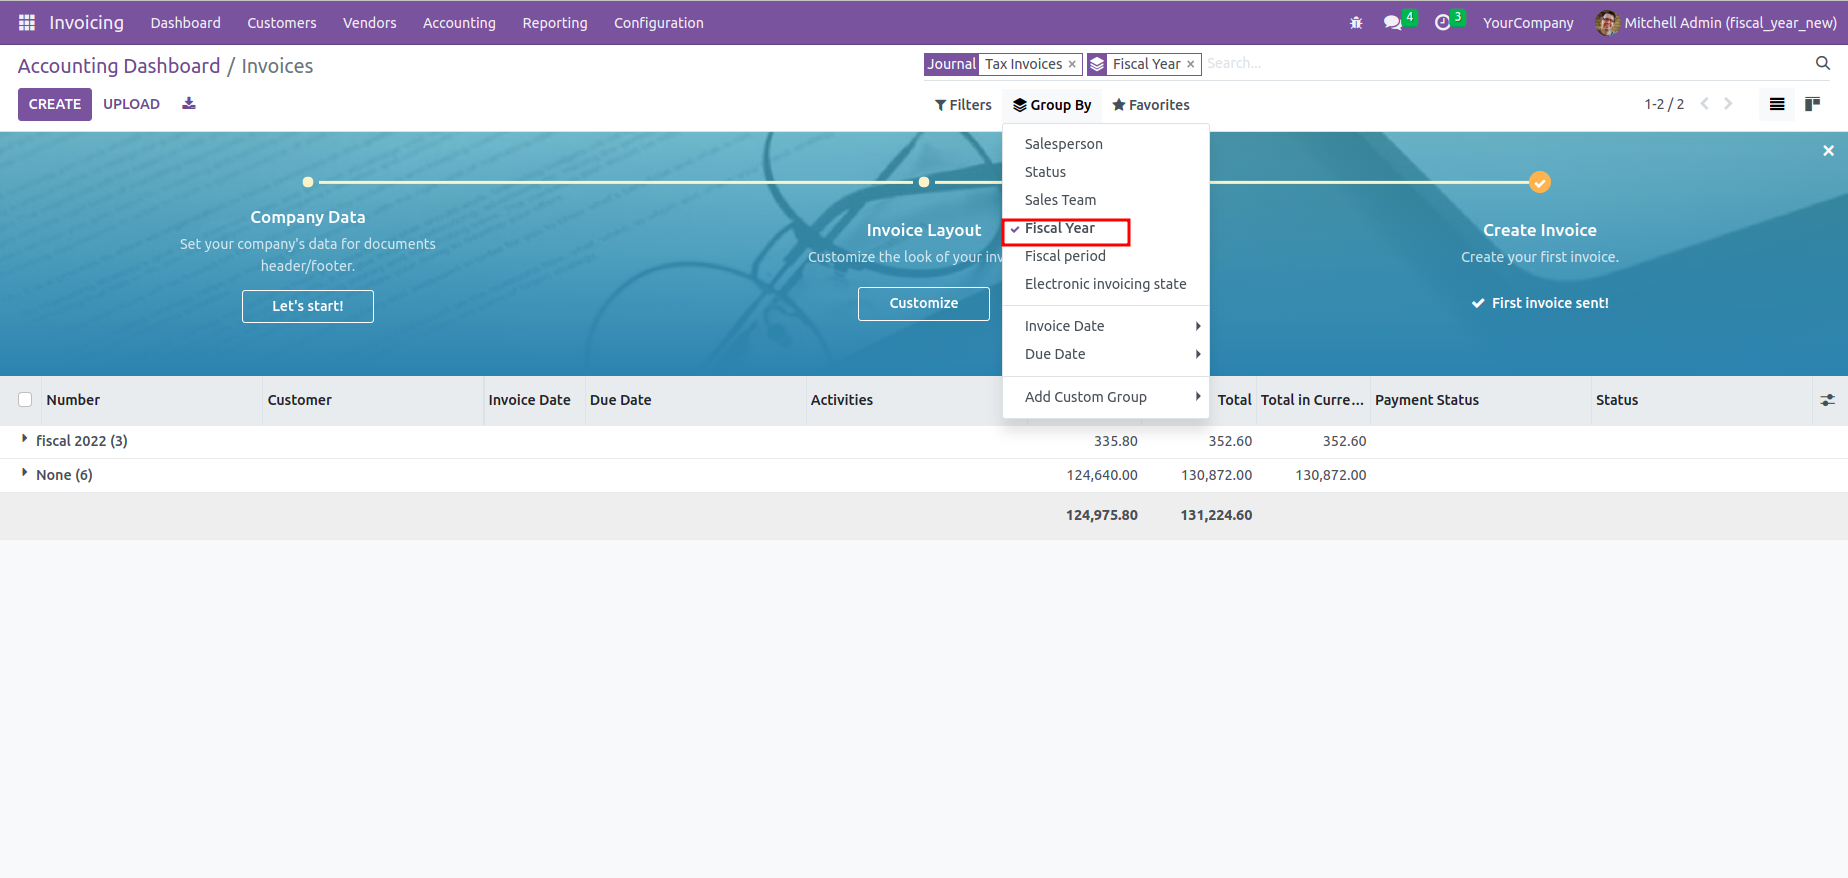 Invoicing Dashboard Customers Vendors Accounting Reporting Configuration 4 3 YourCompany Mitchell Admin (fiscal_year_new)
Accounting Dashboard / Invoices
Journal Tax Invoices × Fiscal Year × Search...
CREATE UPLOAD
Filters Group By Favorites
1-2 / 2
Salesperson
Status
Sales Team
Fiscal Year
Fiscal period
Electronic invoicing state
Invoice Date
Due Date
Add Custom Group
Company Data
Set your company's data for documents
header/footer.
Let's start!
Invoice Layout
Customize the look of your inv
Customize
Create Invoice
Create your first invoice.
First invoice sent!
Number Customer Invoice Date Due Date Activities Total Total in Curre... Payment Status Status
fiscal 2022 (3) 335.80 352.60 352.60
None (6) 124,640.00 130,872.00 130,872.00
124,975.80 131,224.60